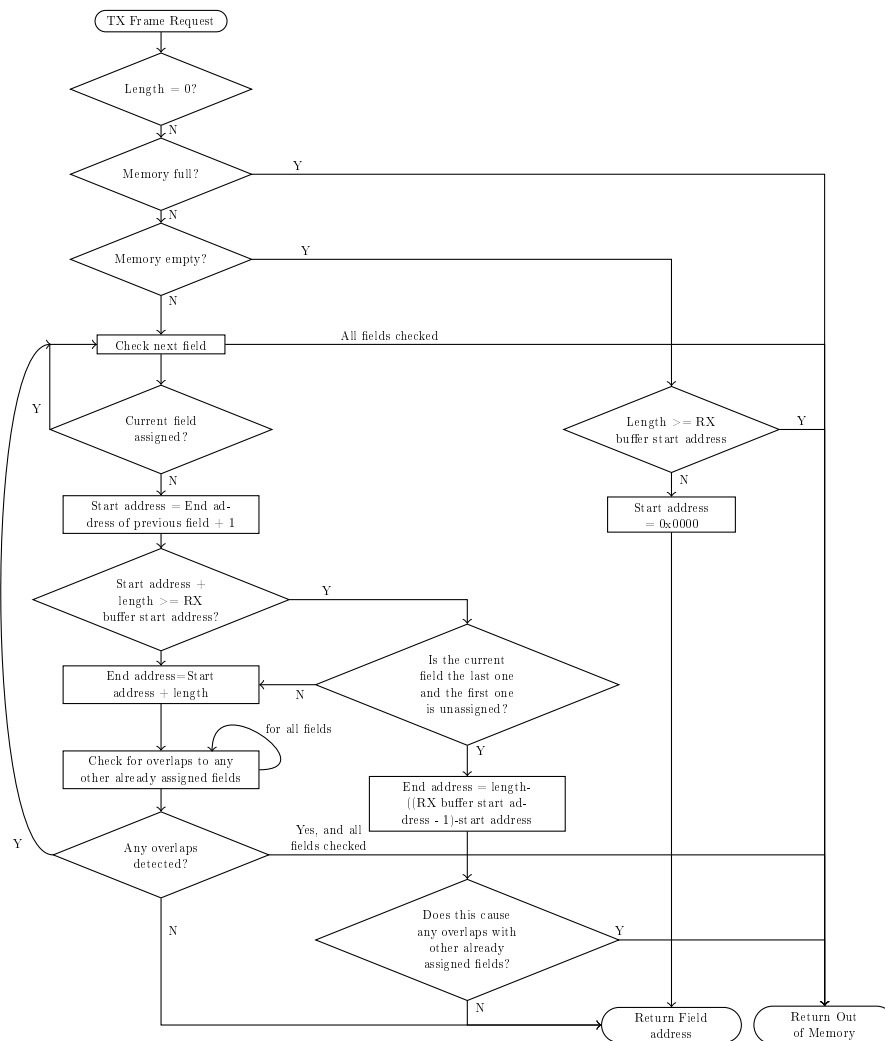 TX Frame Request
Length = 0?
N
Memory full?
Y
N
Memory empty?
Y
N
Check next field
All fields checked
Y
Current field
assigned?
N
Length >= RX
buffer start address
Y
N
Start address = End ad-
dress of previous field + 1
Start address
= 0x0000
Start address +
length >= RX
buffer start address?
Y
Is the current
field the last one
and the first one
is unassigned?
N
Y
End address=Start
address + length
for all fields
Check for overlaps to any
other already assigned fields
End address = length-
((RX buffer start ad-
dress - 1)-start address
Y
Any overlaps
detected?
Yes, and all
fields checked
N
Does this cause
any overlaps with
other already
assigned fields?
Y
N
Return Field
address
Return Out
of Memory